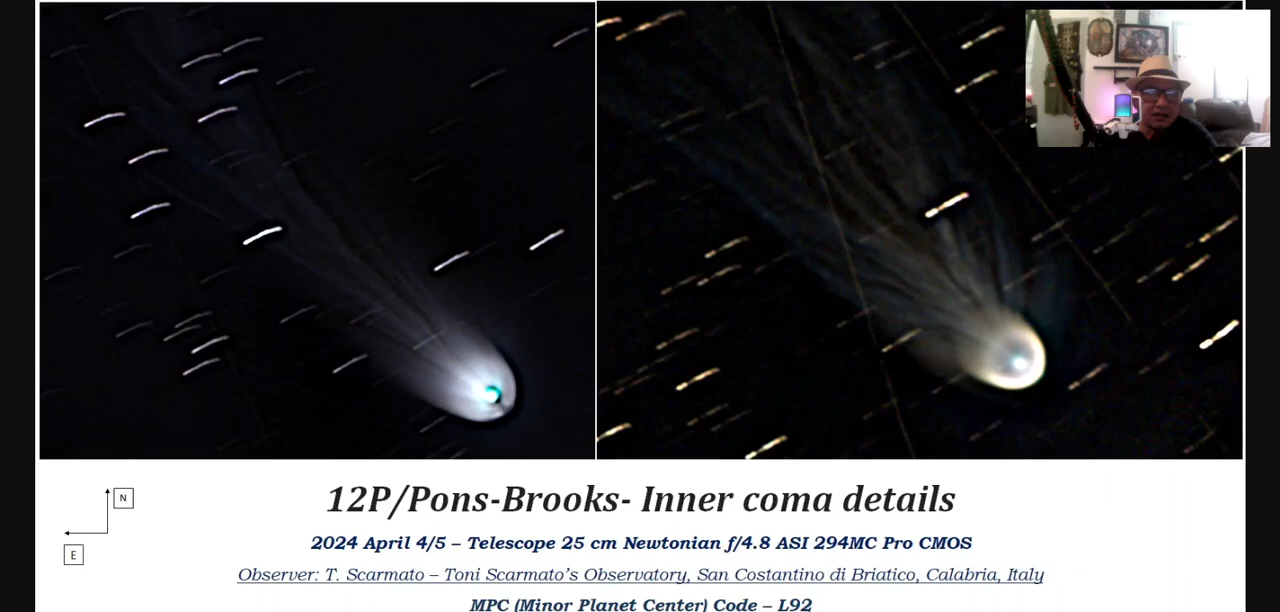 N
E
12P/Pons-Brooks- Inner coma details
2024 April 4/5 – Telescope 25 cm Newtonian f/4.8 ASI 294MC Pro CMOS
Observer: T. Scarmato – Toni Scarmato's Observatory, San Costantino di Briatico, Calabria, Italy
MPC (Minor Planet Center) Code – L92